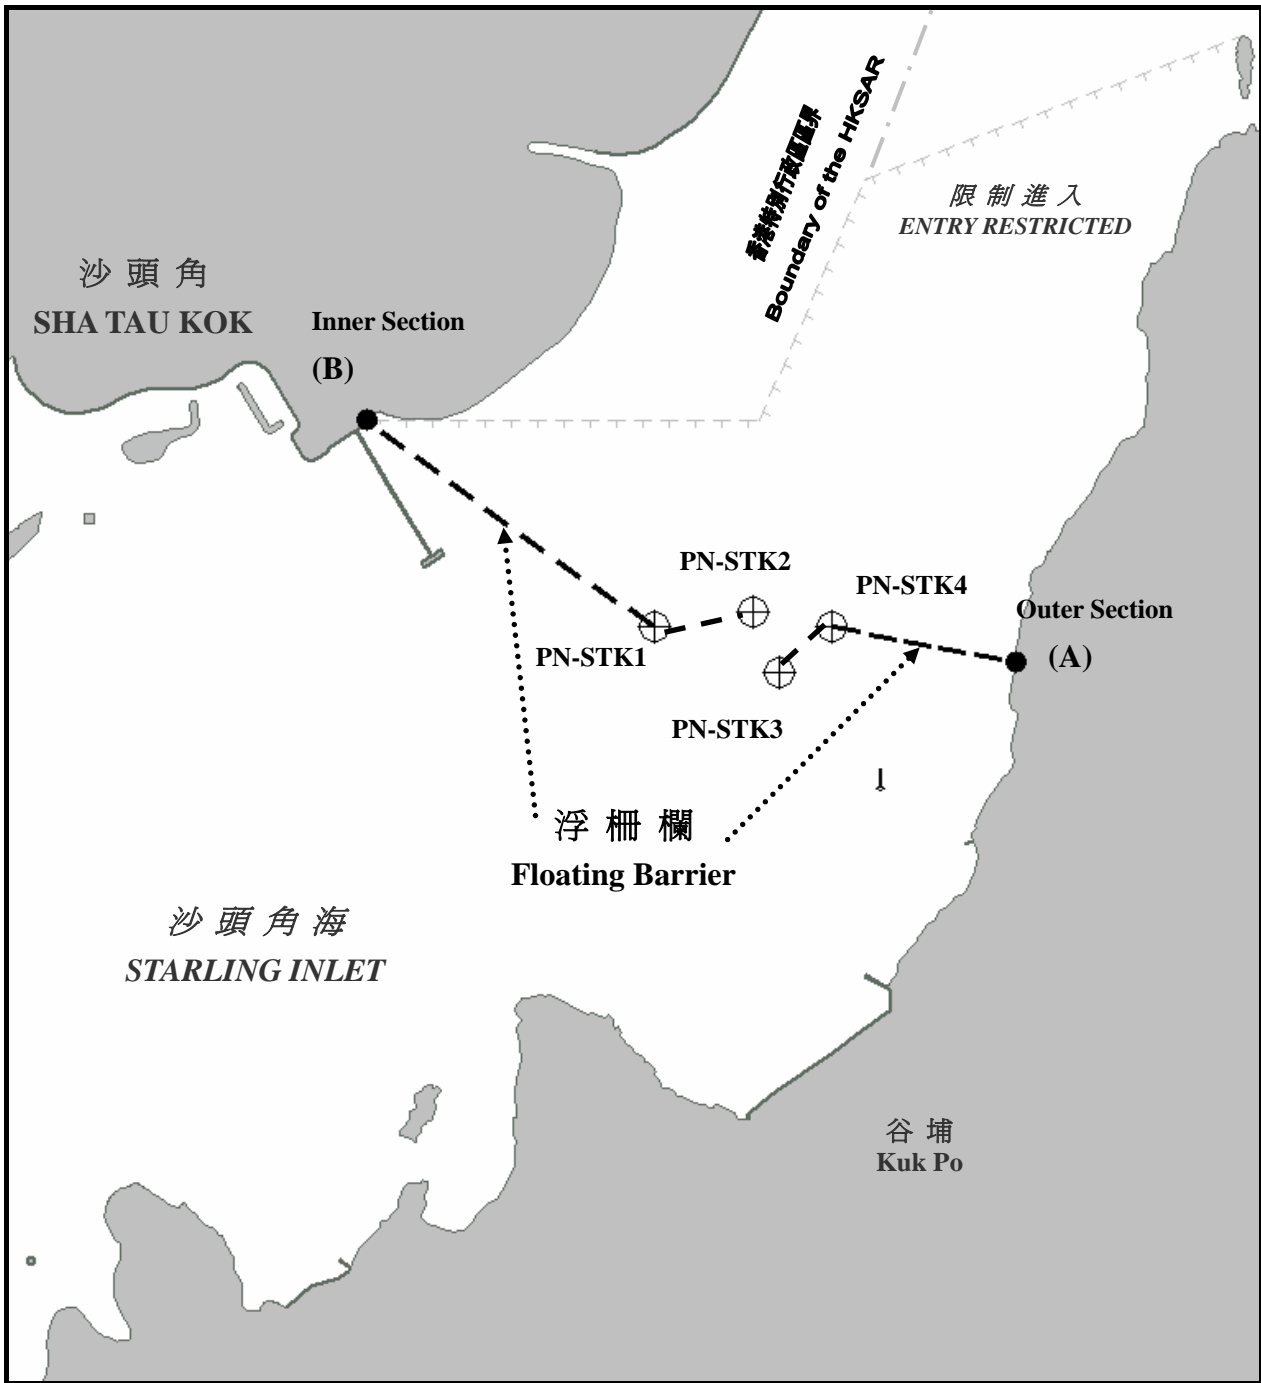 香港特別行政區區界
Boundary of the HKSAR
限制進入
ENTRY RESTRICTED
沙頭角
SHA TAU KOK
Inner Section
(B)
PN-STK2
PN-STK4
Outer Section
(A)
PN-STK1
PN-STK3
浮柵欄
Floating Barrier
沙頭角海
STARLING INLET
谷埔
Kuk Po